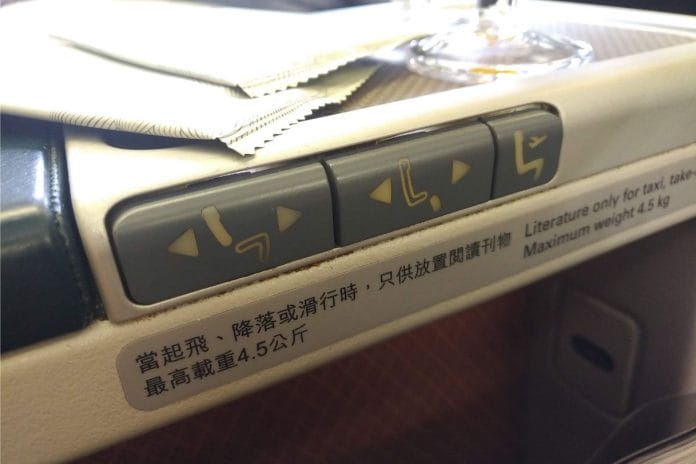 當起飛、降落或滑行時，只供放置閱讀刊物
最高載重4.5公斤
Literature only for taxi, take-
Maximum weight 4.5 kg